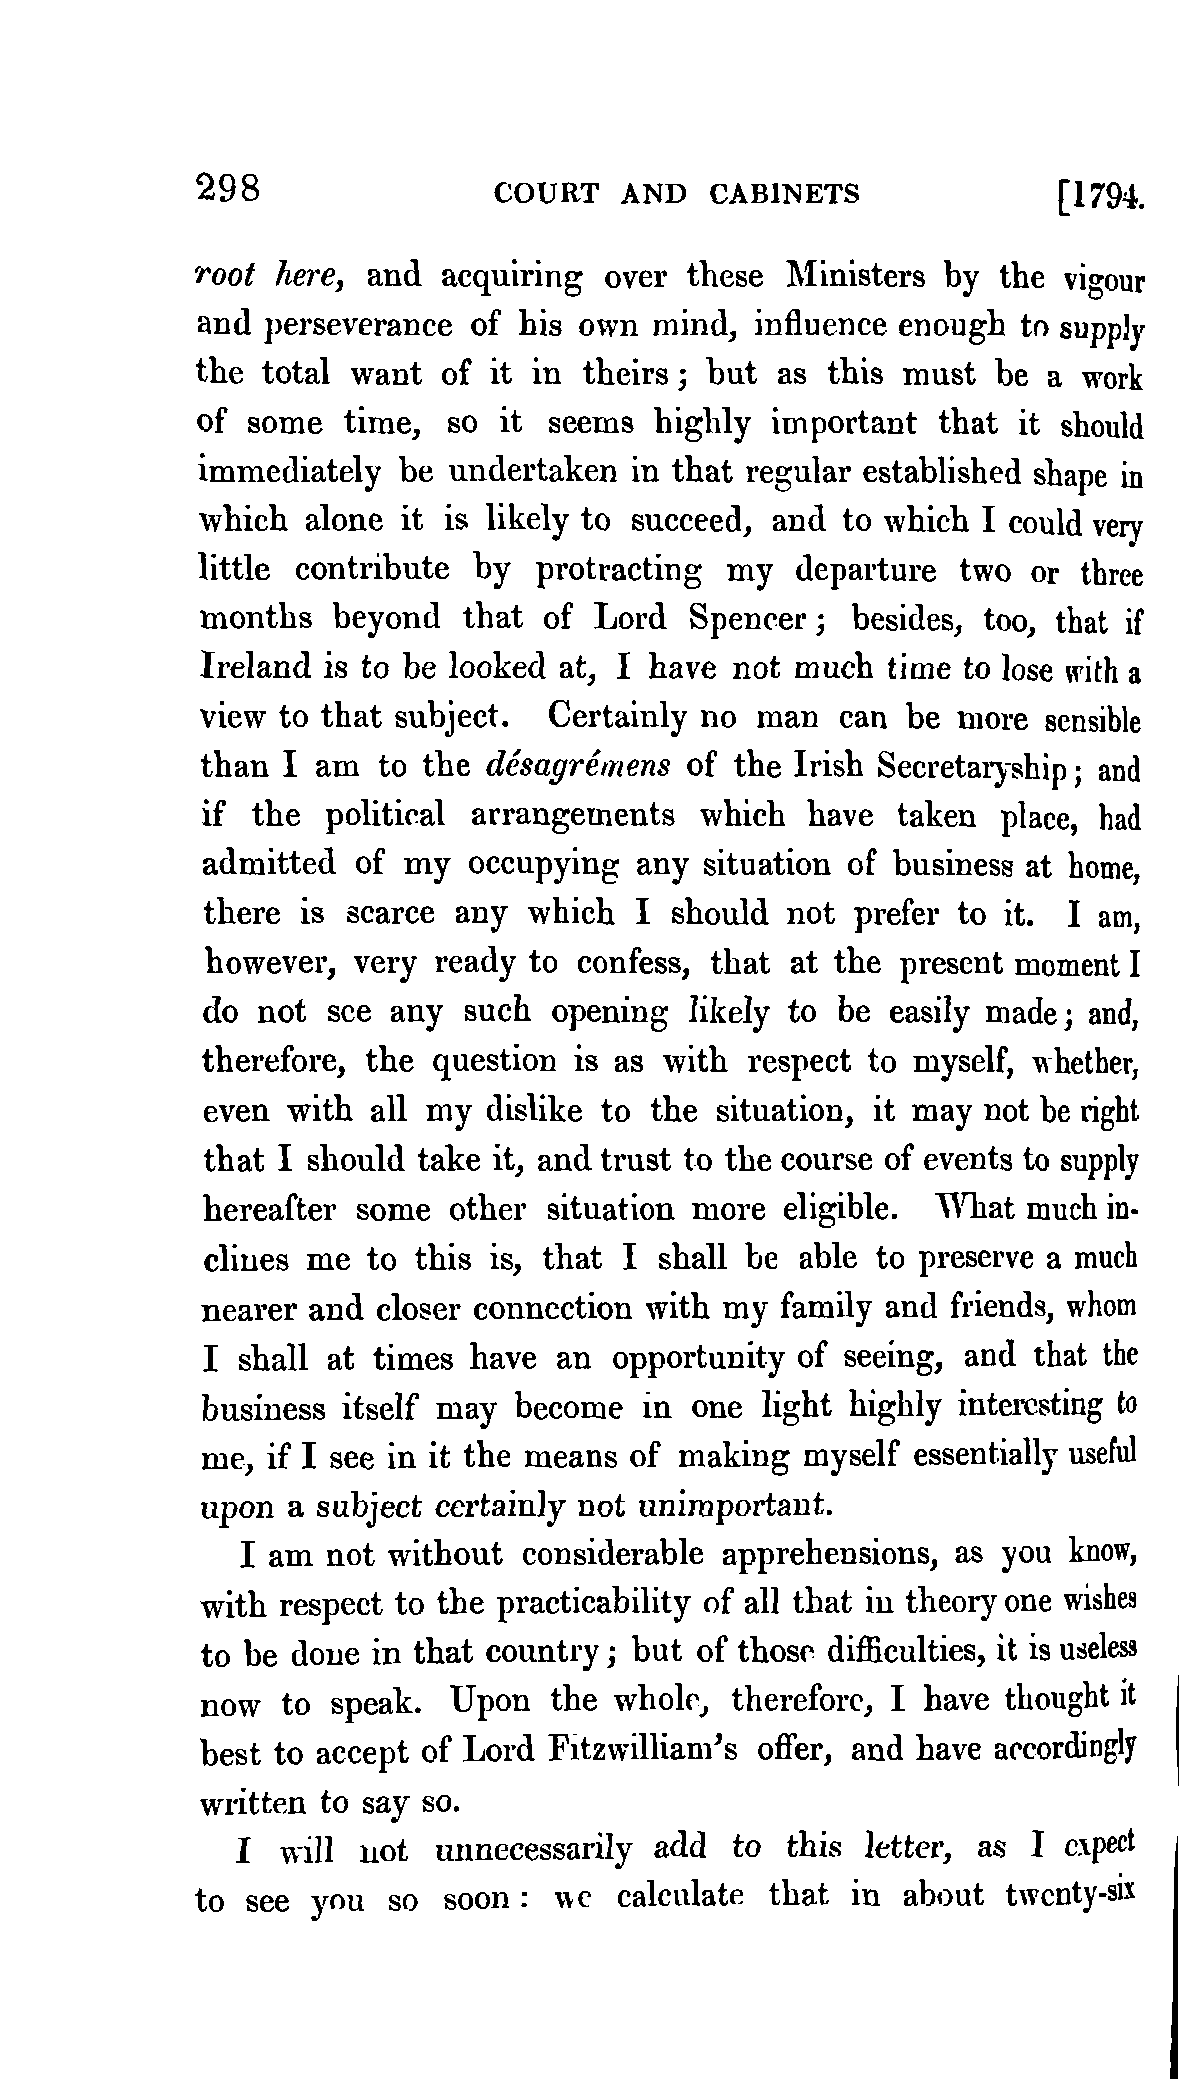 298 COURT AND CABINETS [1794.
root here, and acquiring over these Ministers by the vigour
and perseverance of his own mind, influence enough to supply
the total want of it in theirs; but as this must be a work
of some time, so it seems highly important that it should
immediately be undertaken in that regular established shape in
which alone it is likely to succeed, and to which I could very
little contribute by protracting my departure two or three
months beyond that of Lord Spencer; besides, too, that if
Ireland is to be looked at, I have not much time to lose with a
view to that subject. Certainly no man can be more sensible
than I am to the désagrémens of the Irish Secretaryship; and
if the political arrangements which have taken place, had
admitted of my occupying any situation of business at home,
there is scarce any which I should not prefer to it. I am,
however, very ready to confess, that at the present moment I
do not see any such opening likely to be easily made; and,
therefore, the question is as with respect to myself, whether,
even with all my dislike to the situation, it may not be right
that I should take it, and trust to the course of events to supply
hereafter some other situation more eligible. What much in-
clines me to this is, that I shall be able to preserve a much
nearer and closer connection with my family and friends, whom
I shall at times have an opportunity of seeing, and that the
business itself may become in one light highly interesting to
me, if I see in it the means of making myself essentially useful
upon a subject certainly not unimportant.
I am not without considerable apprehensions, as you know,
with respect to the practicability of all that in theory one wishes
to be done in that country; but of those difficulties, it is useless
now to speak. Upon the whole, therefore, I have thought it
best to accept of Lord Fitzwilliam's offer, and have accordingly
written to say so.
I will not unnecessarily add to this letter, as I expect
to see you so soon: we calculate that in about twenty-six